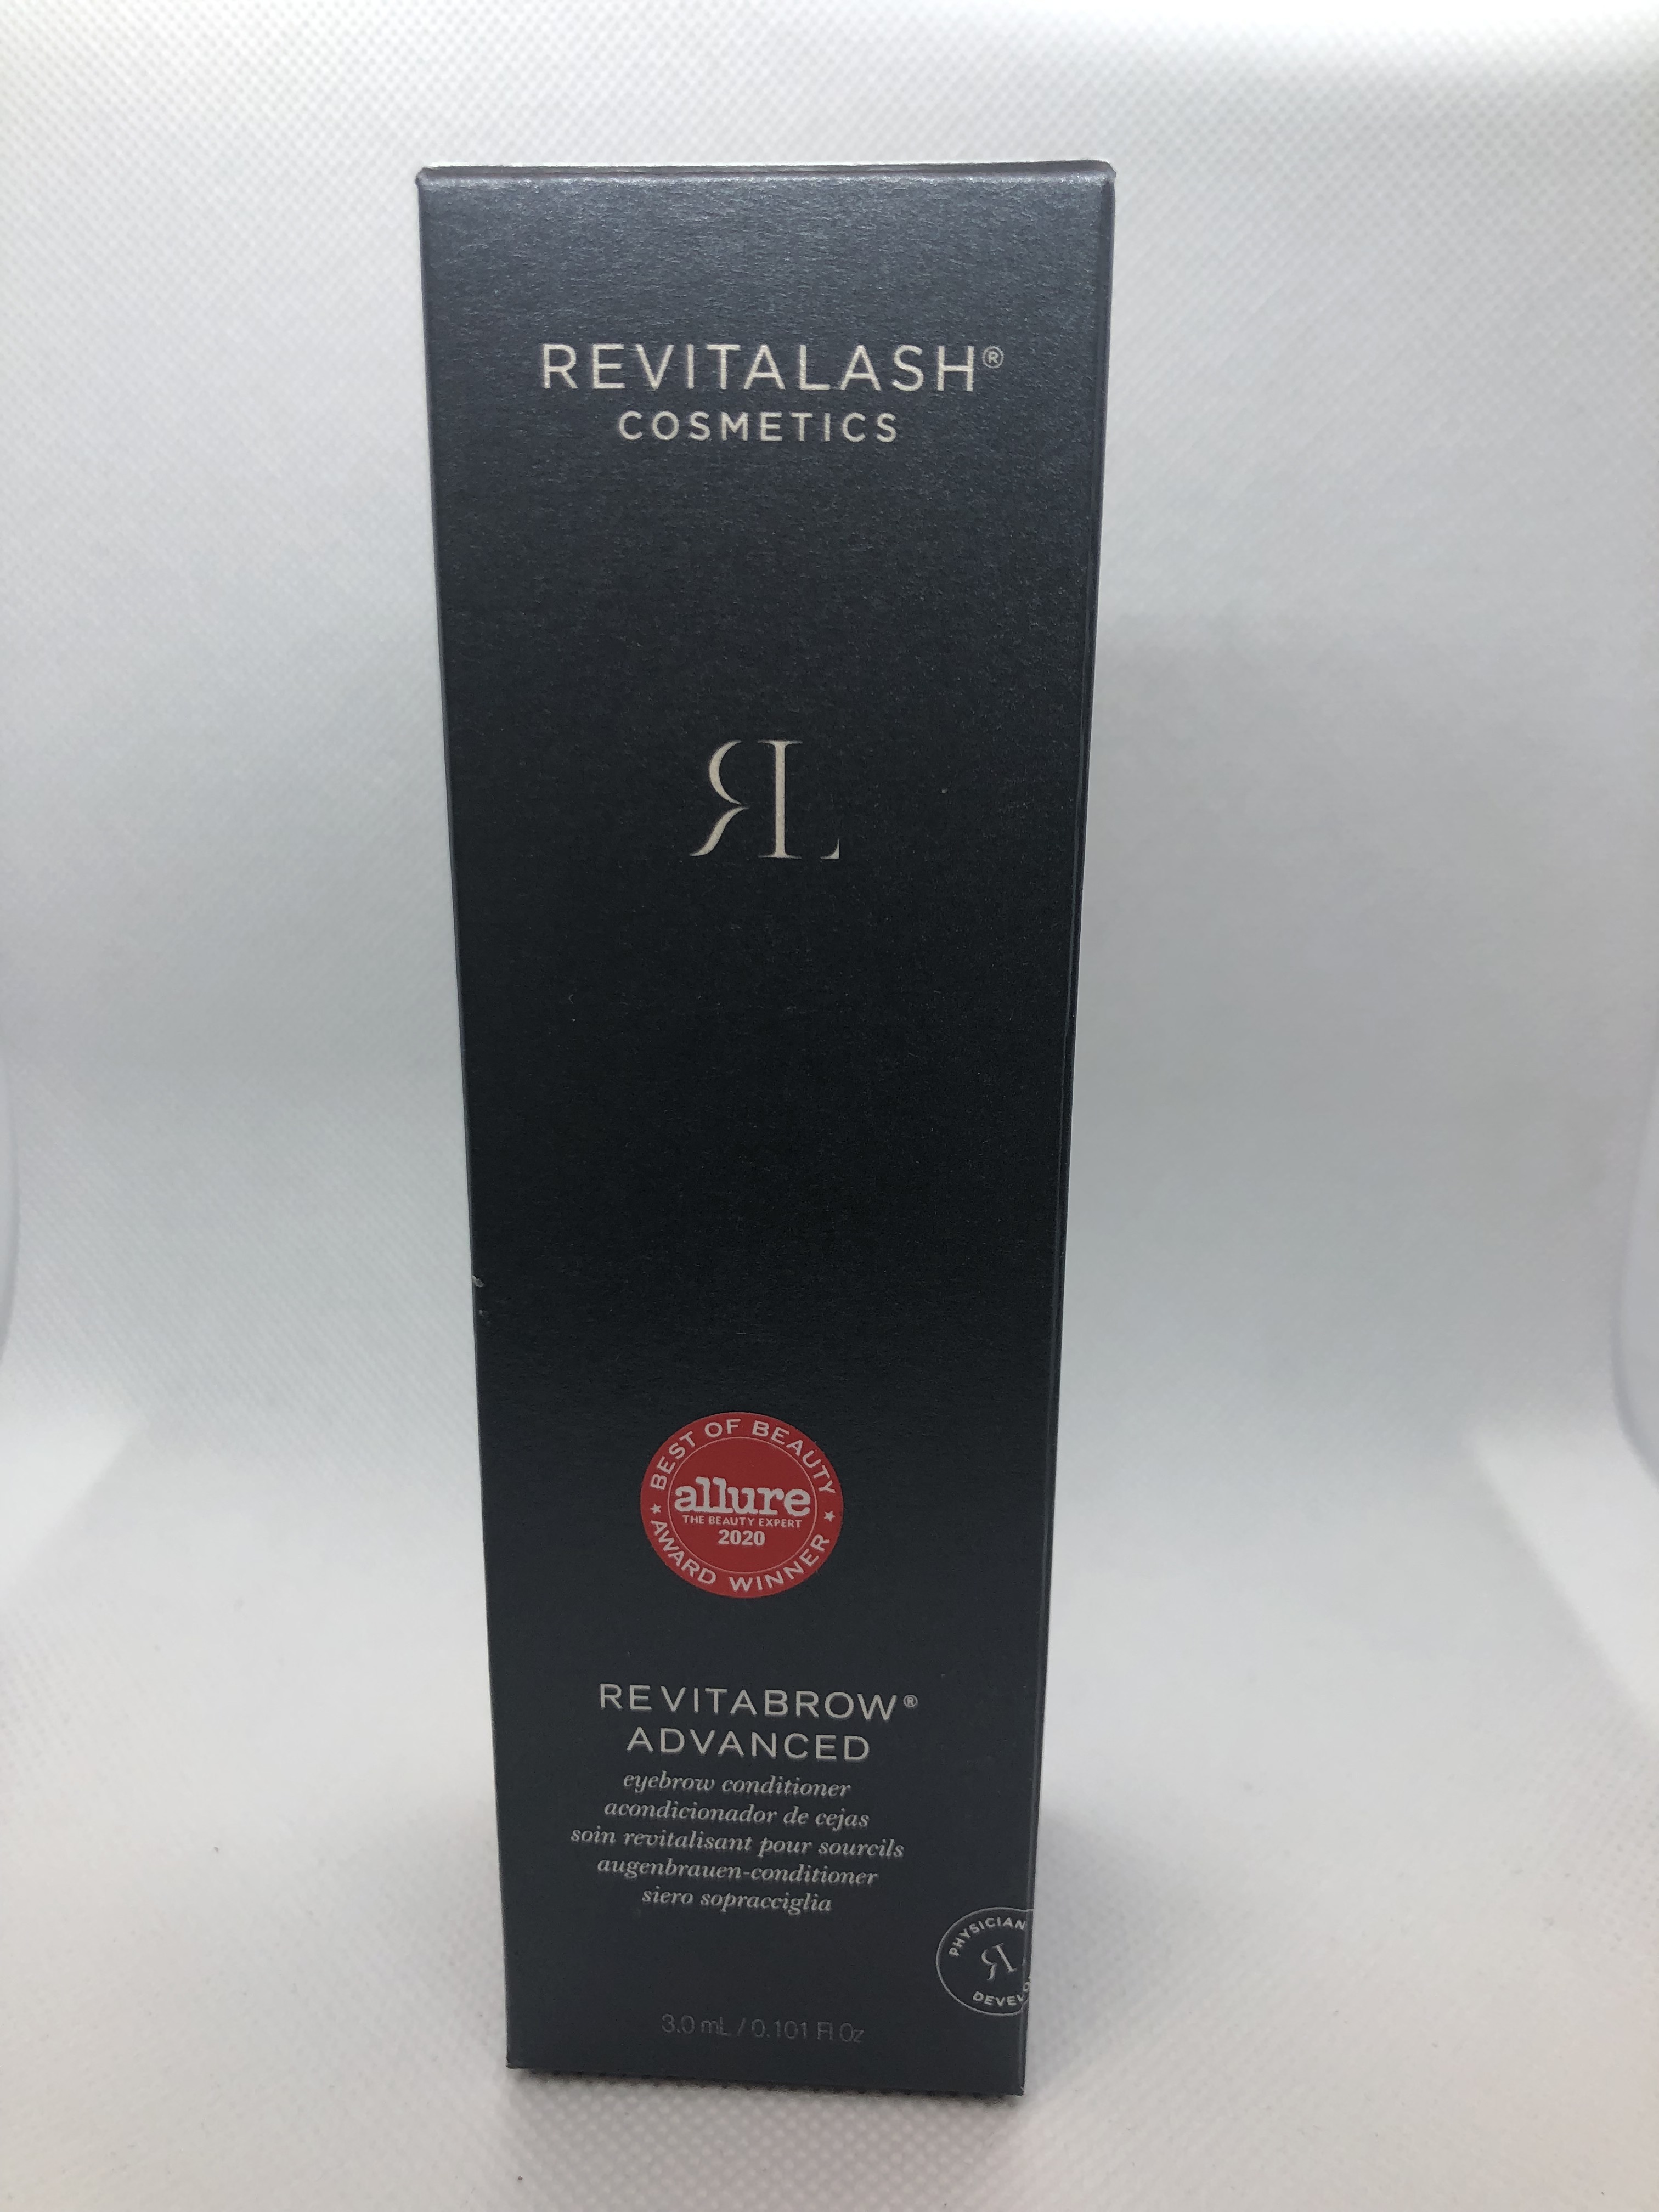 REVITALASH®
COSMETICS
RL
BEST OF BEAUTY
allure
THE BEAUTY EXPERT
2020
AWARD WINNER
REVITABROW®
ADVANCED
eyebrow conditioner
acondicionador de cejas
soin revitalisant pour sourcils
augenbrauen-conditioner
siero sopracciglia
PHYSICIAN
RL
DEVELO
3.0 mL / 0.101 Fl Oz